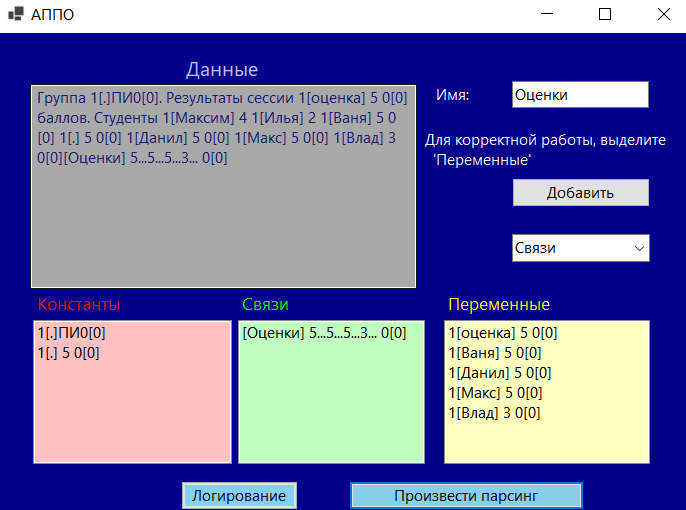 АППО
Данные
Группа 1[.]ПИ0[0]. Результаты сессии 1[оценка] 5 0[0]
баллов. Студенты 1[Максим] 4 1[Илья] 2 1[Ваня] 5 0
[0] 1[.] 5 0[0] 1[Данил] 5 0[0] 1[Макс] 5 0[0] 1[Влад] 3
0[0][Оценки] 5...5...5...3... 0[0]
Имя:
Оценки
Для корректной работы, выделите
'Переменные'
Добавить
Связи
Константы
1[.]ПИ0[0]
1[.] 5 0[0]
Связи
[Оценки] 5...5...5...3... 0[0]
Переменные
1[оценка] 5 0[0]
1[Ваня] 5 0[0]
1[Данил] 5 0[0]
1[Макс] 5 0[0]
1[Влад] 3 0[0]
Логирование
Произвести парсинг